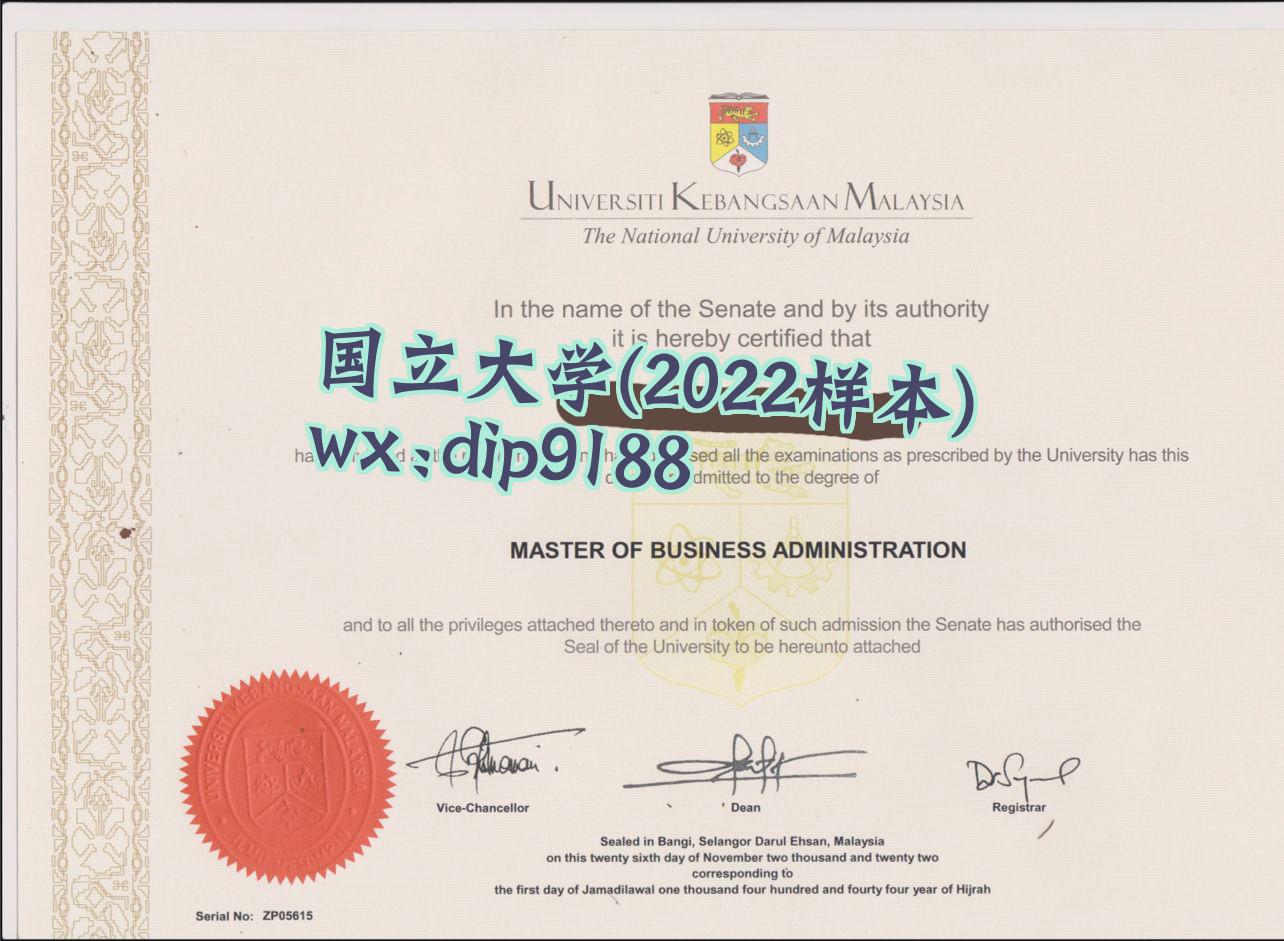 UNIVERSITI KEBANGSAAN MALAYSIA
The National University of Malaysia
In the name of the Senate and by its authority
it is hereby certified that
国立大学(2022样本)
wx:dip9188
sed all the examinations as prescribed by the University has this
dmitted to the degree of
MASTER OF BUSINESS ADMINISTRATION
and to all the privileges attached thereto and in token of such admission the Senate has authorised the
Seal of the University to be hereunto attached
UNIVERSITI KEBANGSAAN MALAYSIA
Vice-Chancellor
Dean
Registrar
Sealed in Bangi, Selangor Darul Ehsan, Malaysia
on this twenty sixth day of November two thousand and twenty two
corresponding to
the first day of Jamadilawal one thousand four hundred and fourty four year of Hijrah
Serial No: ZP05615